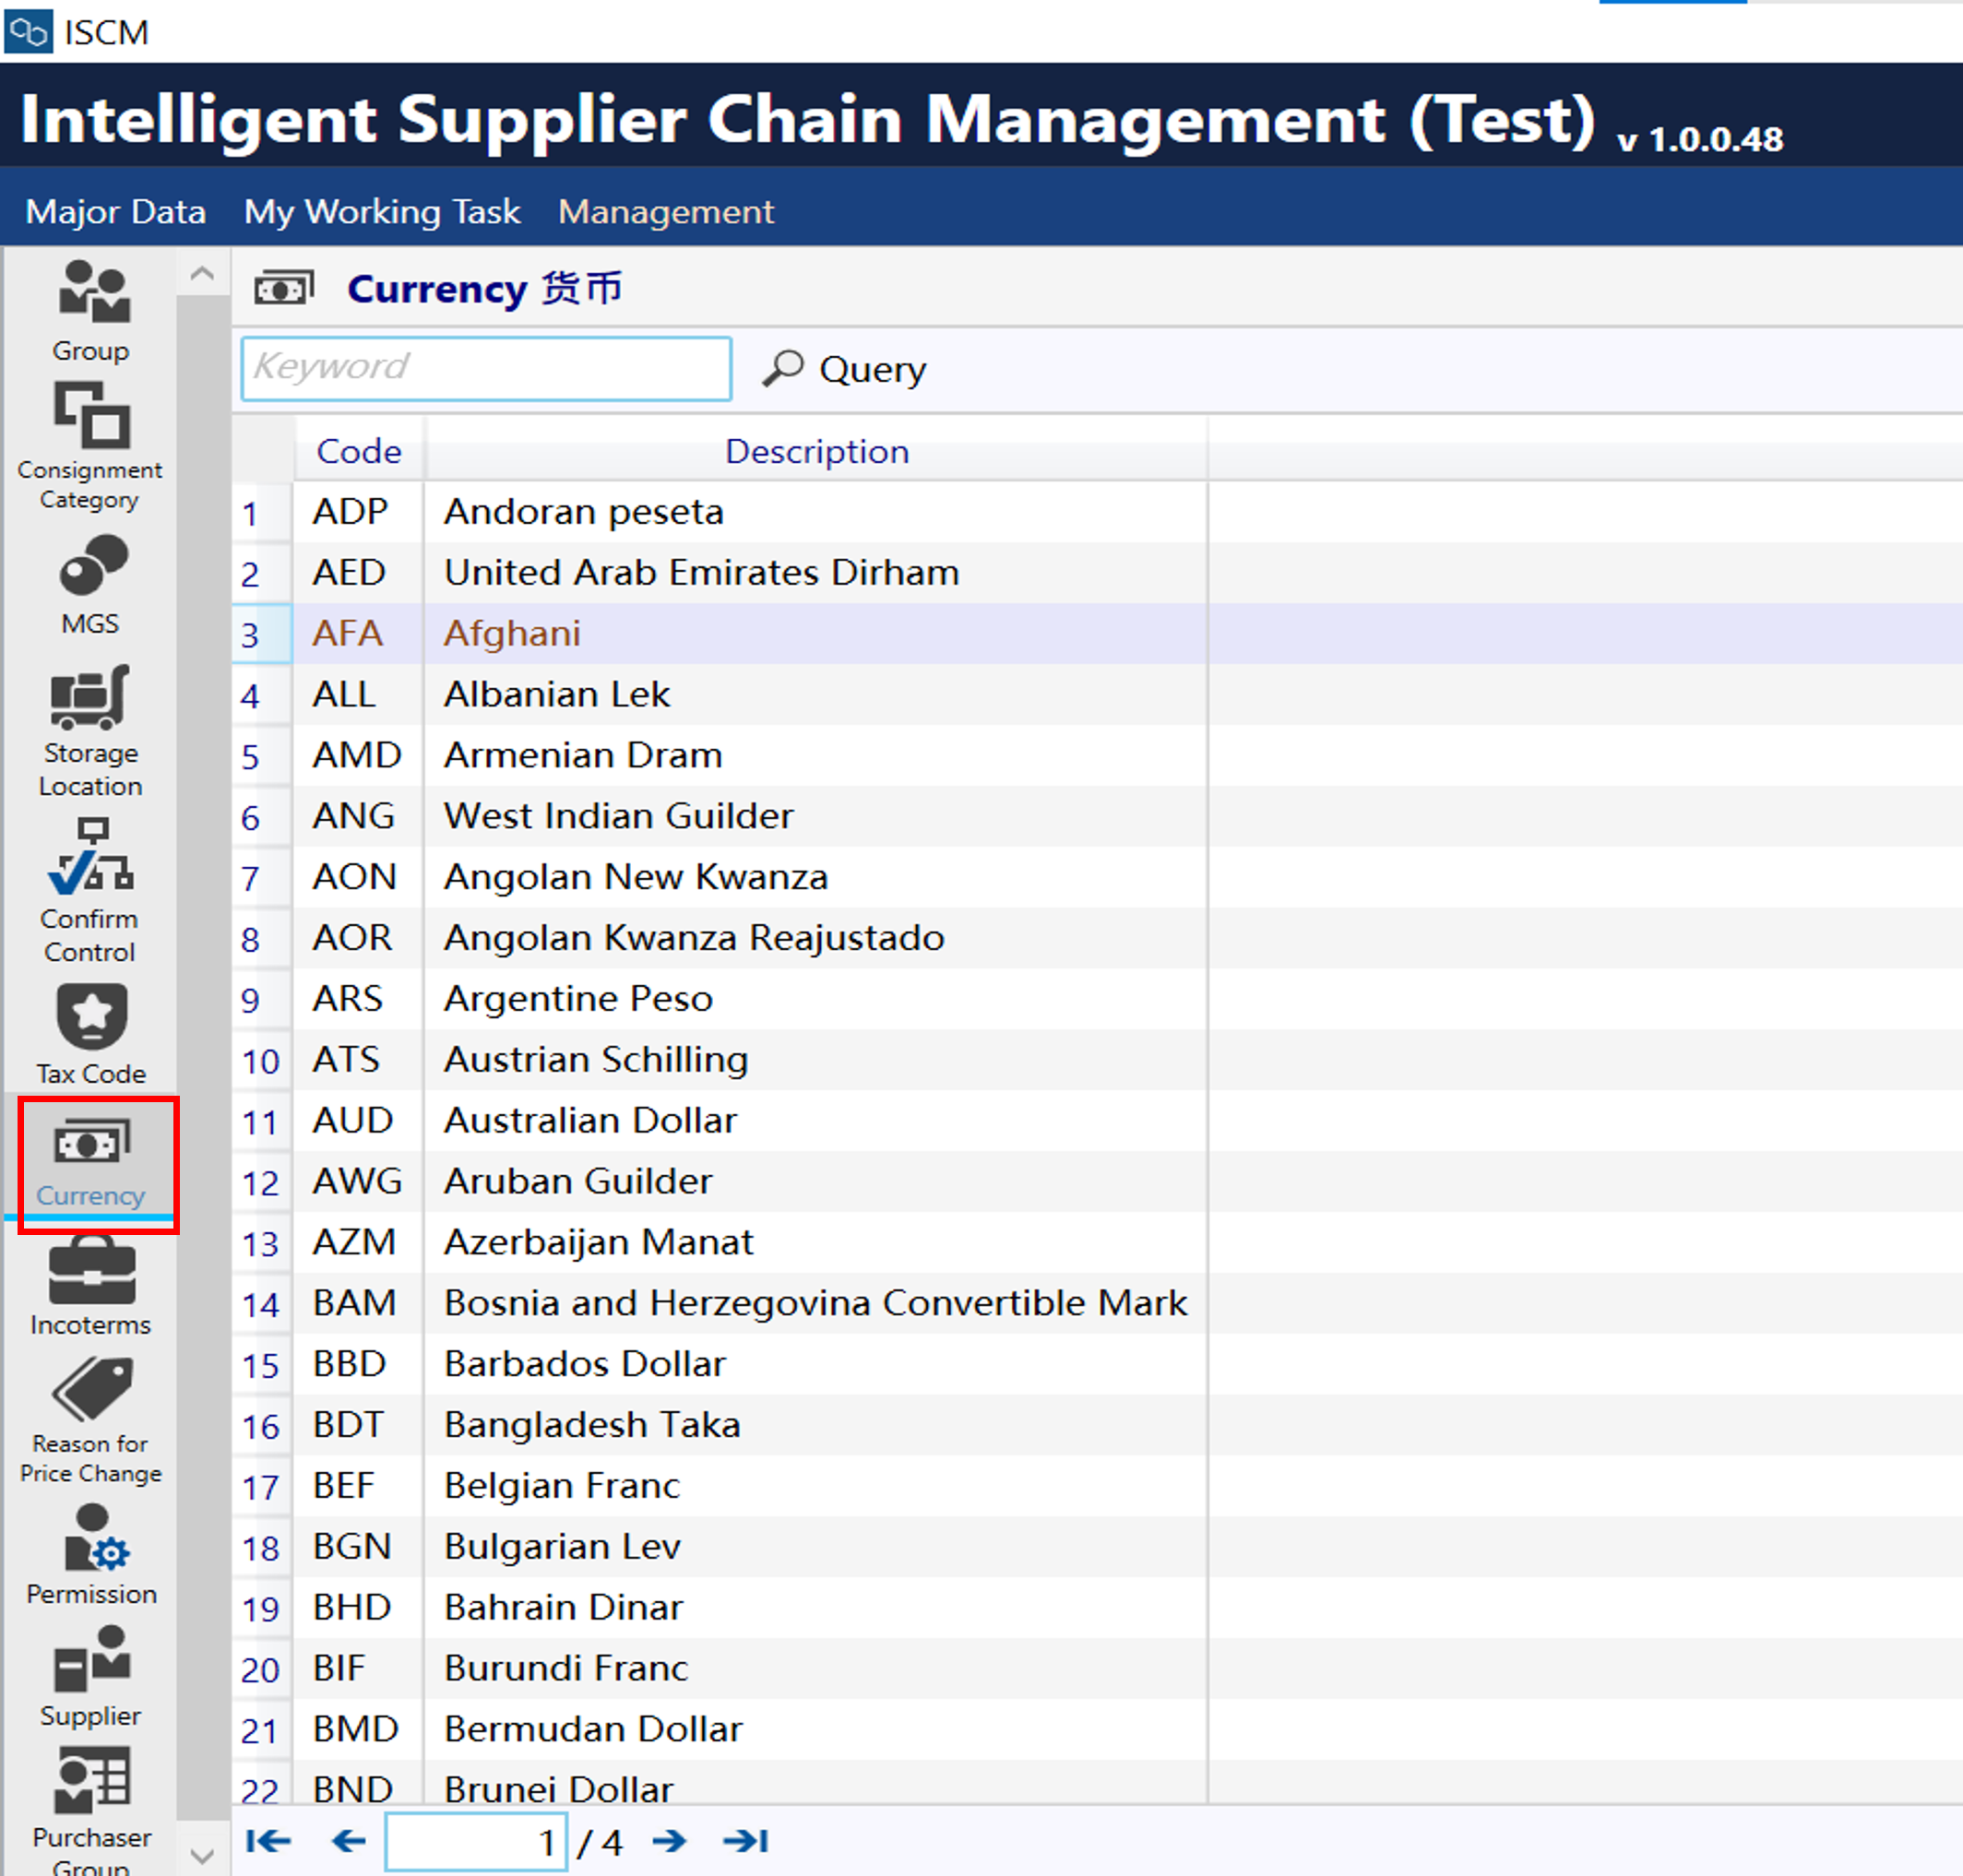 ISCM
Intelligent Supplier Chain Management (Test) v 1.0.0.48
Major Data My Working Task Management
Group
Consignment
Category
MGS
Storage
Location
Confirm
Control
Tax Code
Currency
Incoterms
Reason for
Price Change
Permission
Supplier
Purchaser
Group
Currency 货币
Keyword Query
Code Description
1 ADP Andoran peseta
2 AED United Arab Emirates Dirham
3 AFA Afghani
4 ALL Albanian Lek
5 AMD Armenian Dram
6 ANG West Indian Guilder
7 AON Angolan New Kwanza
8 AOR Angolan Kwanza Reajustado
9 ARS Argentine Peso
10 ATS Austrian Schilling
11 AUD Australian Dollar
12 AWG Aruban Guilder
13 AZM Azerbaijan Manat
14 BAM Bosnia and Herzegovina Convertible Mark
15 BBD Barbados Dollar
16 BDT Bangladesh Taka
17 BEF Belgian Franc
18 BGN Bulgarian Lev
19 BHD Bahrain Dinar
20 BIF Burundi Franc
21 BMD Bermudan Dollar
22 BND Brunei Dollar
1 / 4